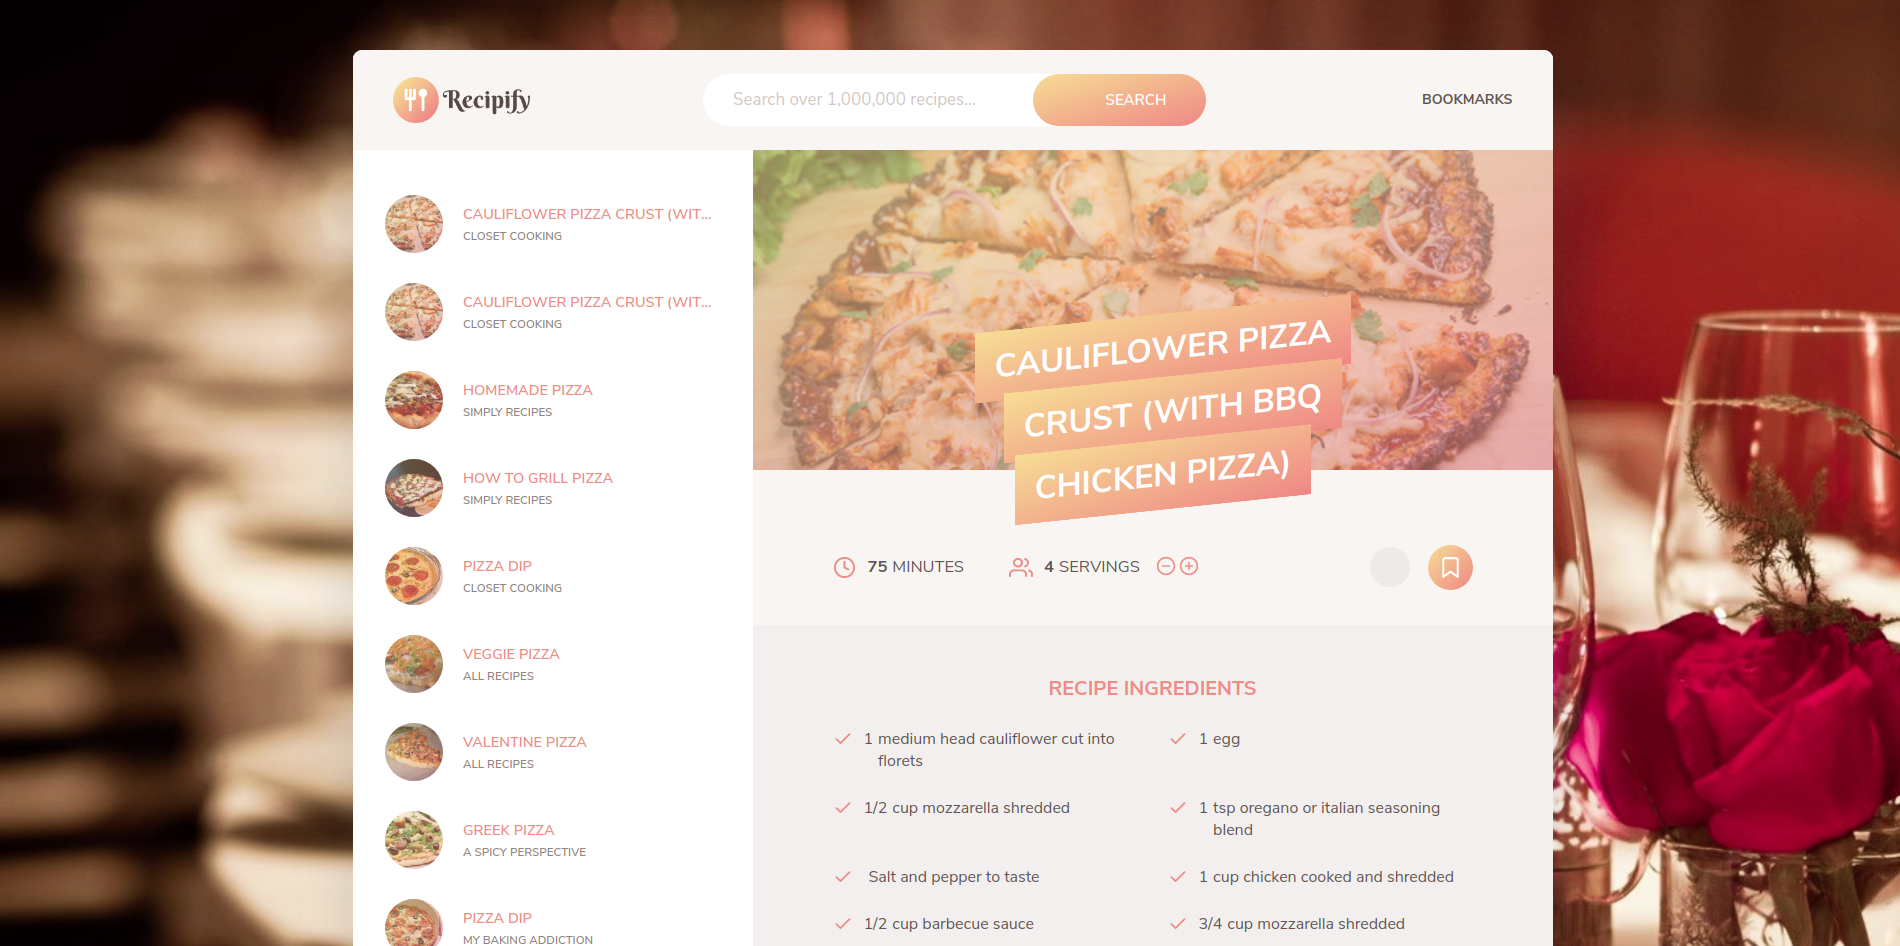 Recipify
Search over 1,000,000 recipes...
SEARCH
BOOKMARKS
CAULIFLOWER PIZZA CRUST (WIT...
CLOSET COOKING
CAULIFLOWER PIZZA CRUST (WIT...
CLOSET COOKING
HOMEMADE PIZZA
SIMPLY RECIPES
HOW TO GRILL PIZZA
SIMPLY RECIPES
PIZZA DIP
CLOSET COOKING
VEGGIE PIZZA
ALL RECIPES
VALENTINE PIZZA
ALL RECIPES
GREEK PIZZA
A SPICY PERSPECTIVE
PIZZA DIP
MY BAKING ADDICTION
CAULIFLOWER PIZZA
CRUST (WITH BBQ
CHICKEN PIZZA)
75 MINUTES
4 SERVINGS
RECIPE INGREDIENTS
1 medium head cauliflower cut into
florets
1 egg
1/2 cup mozzarella shredded
1 tsp oregano or italian seasoning
blend
Salt and pepper to taste
1 cup chicken cooked and shredded
1/2 cup barbecue sauce
3/4 cup mozzarella shredded